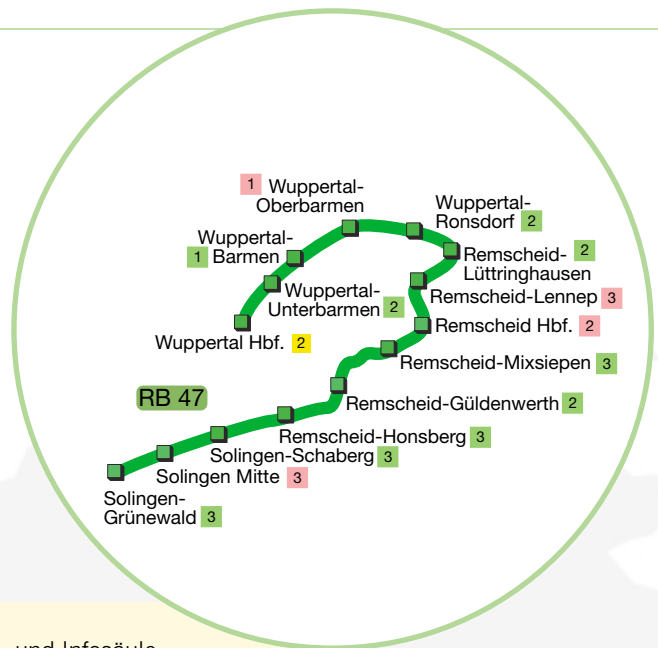 1 Wuppertal-
Oberbarmen
Wuppertal-
Ronsdorf 2
Wuppertal-
1 Barmen
Remscheid- 2
Lüttringhausen
Wuppertal-
Unterbarmen 2
Remscheid-Lennep 3
Wuppertal Hbf. 2
Remscheid Hbf. 2
Remscheid-Mixsiepen 3
RB 47
Remscheid-Güldenwerth 2
Remscheid-Honsberg 3
Solingen-Schaberg 3
Solingen Mitte 3
Solingen-
Grünewald 3
und Infosäule